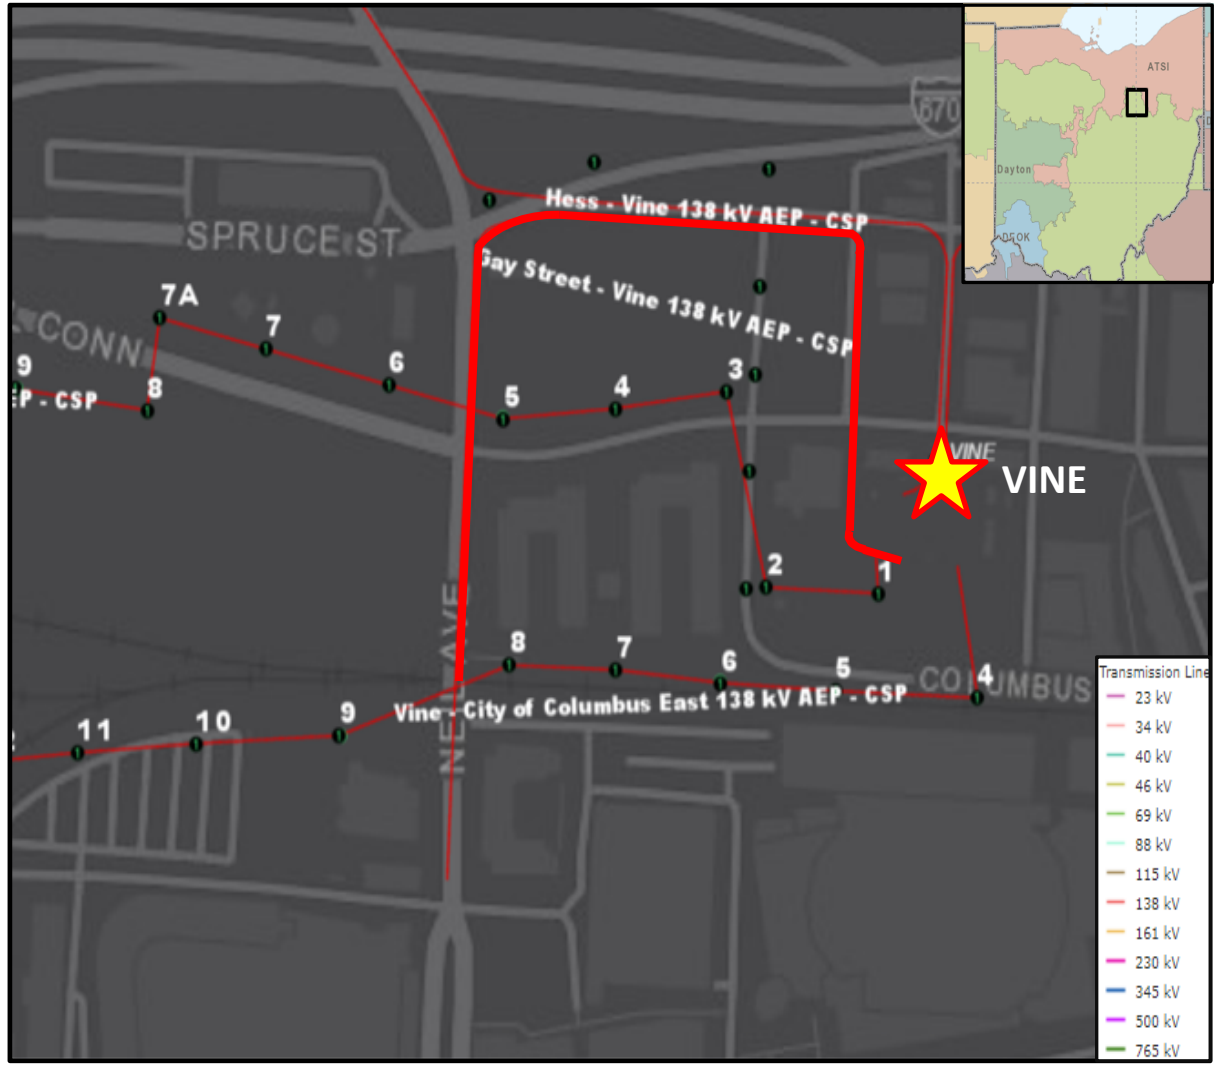 670
ATSI
Dayton
DEOK
Hess - Vine 138 kV AEP - CSP
SPRUCE ST
Gay Street - Vine 138 kV AEP - CSP
7A
7
CONN
6
9
8
5
4
3
EP - CSP
VINE
VINE
2
1
NEIL AVE
8
7
6
5
4
COLUMBUS
Vine - City of Columbus East 138 kV AEP - CSP
9
10
11
Transmission Line
23 kV
34 kV
40 kV
46 kV
69 kV
88 kV
115 kV
138 kV
161 kV
230 kV
345 kV
500 kV
765 kV